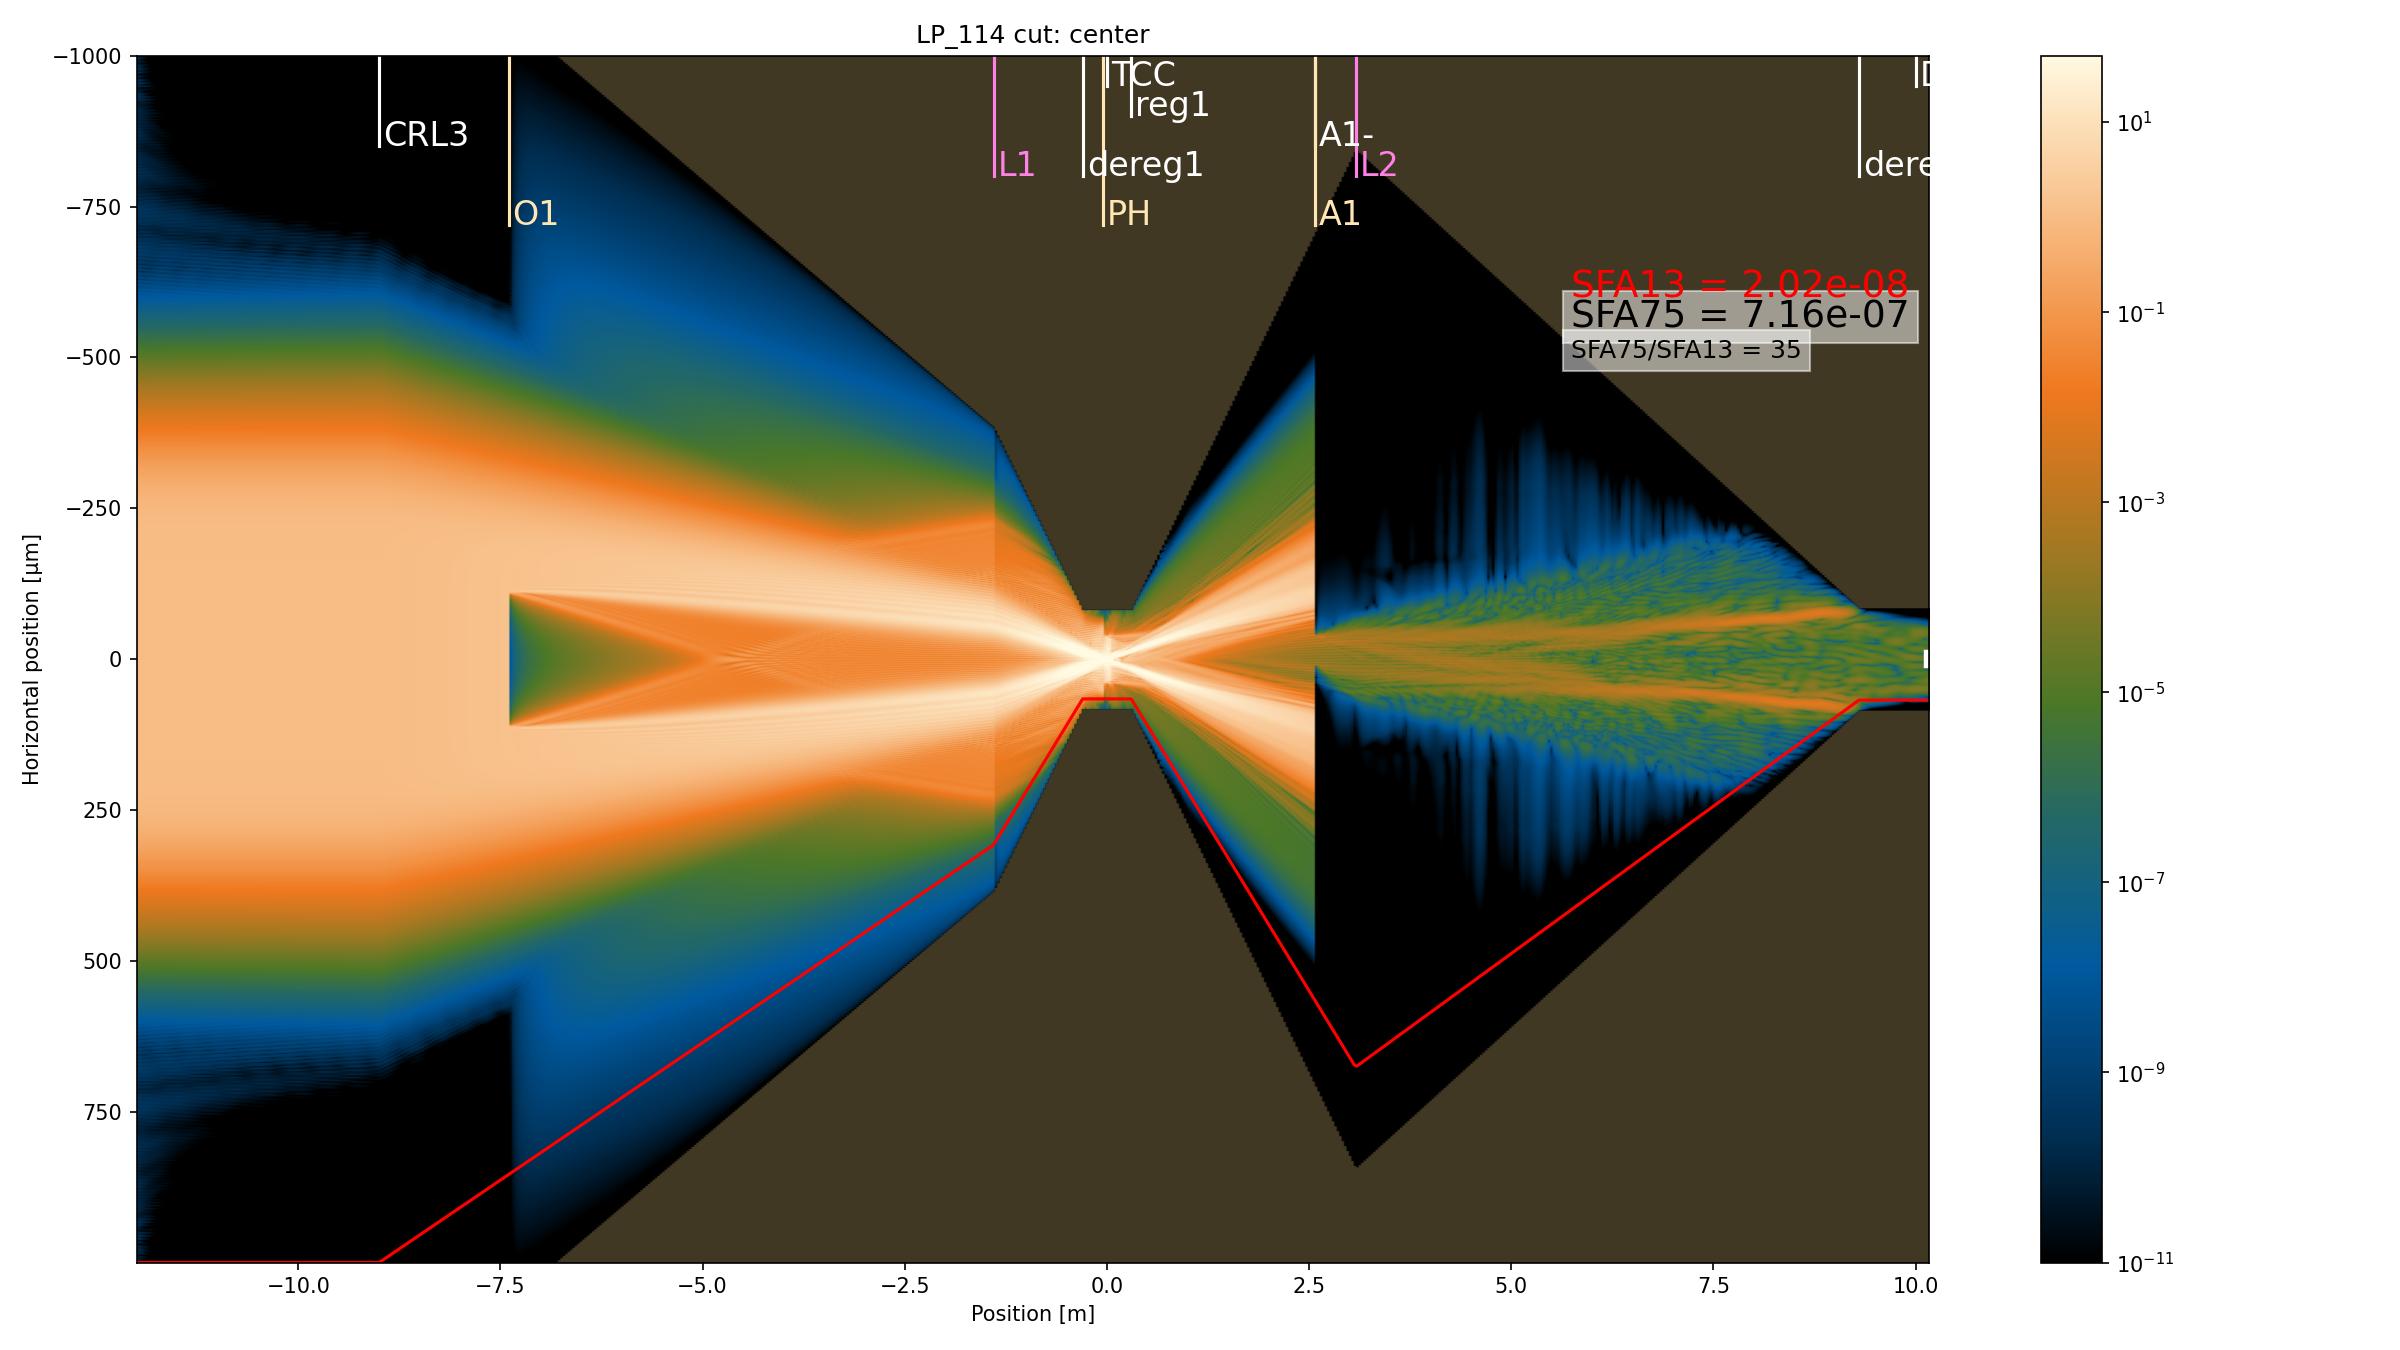 LP_114 cut: center
−1000
−750
−500
−250
0
250
500
750
Horizontal position [µm]
−10.0
−7.5
−5.0
−2.5
0.0
2.5
5.0
7.5
10.0
Position [m]
CRL3
O1
L1
dereg1
TCC
reg1
PH
A1-
L2
A1
D
dere
SFA13 = 2.02e-08
SFA75 = 7.16e-07
SFA75/SFA13 = 35
10¹
10⁻¹
10⁻³
10⁻⁵
10⁻⁷
10⁻⁹
10⁻¹¹